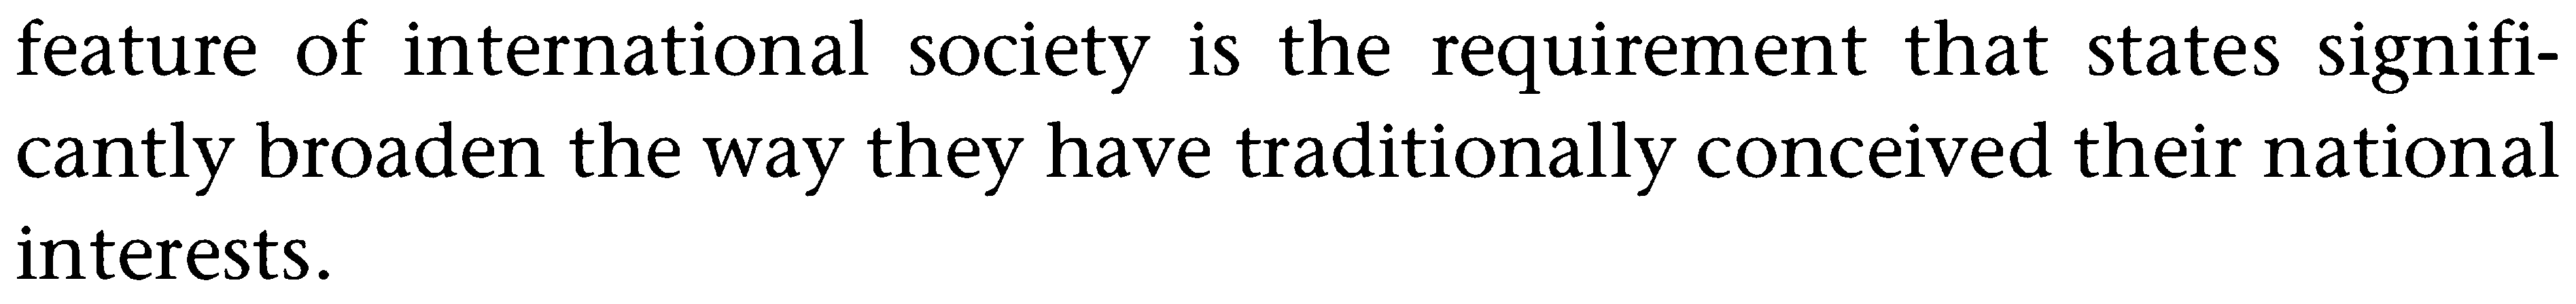 feature of international society is the requirement that states signifi-
cantly broaden the way they have traditionally conceived their national
interests.